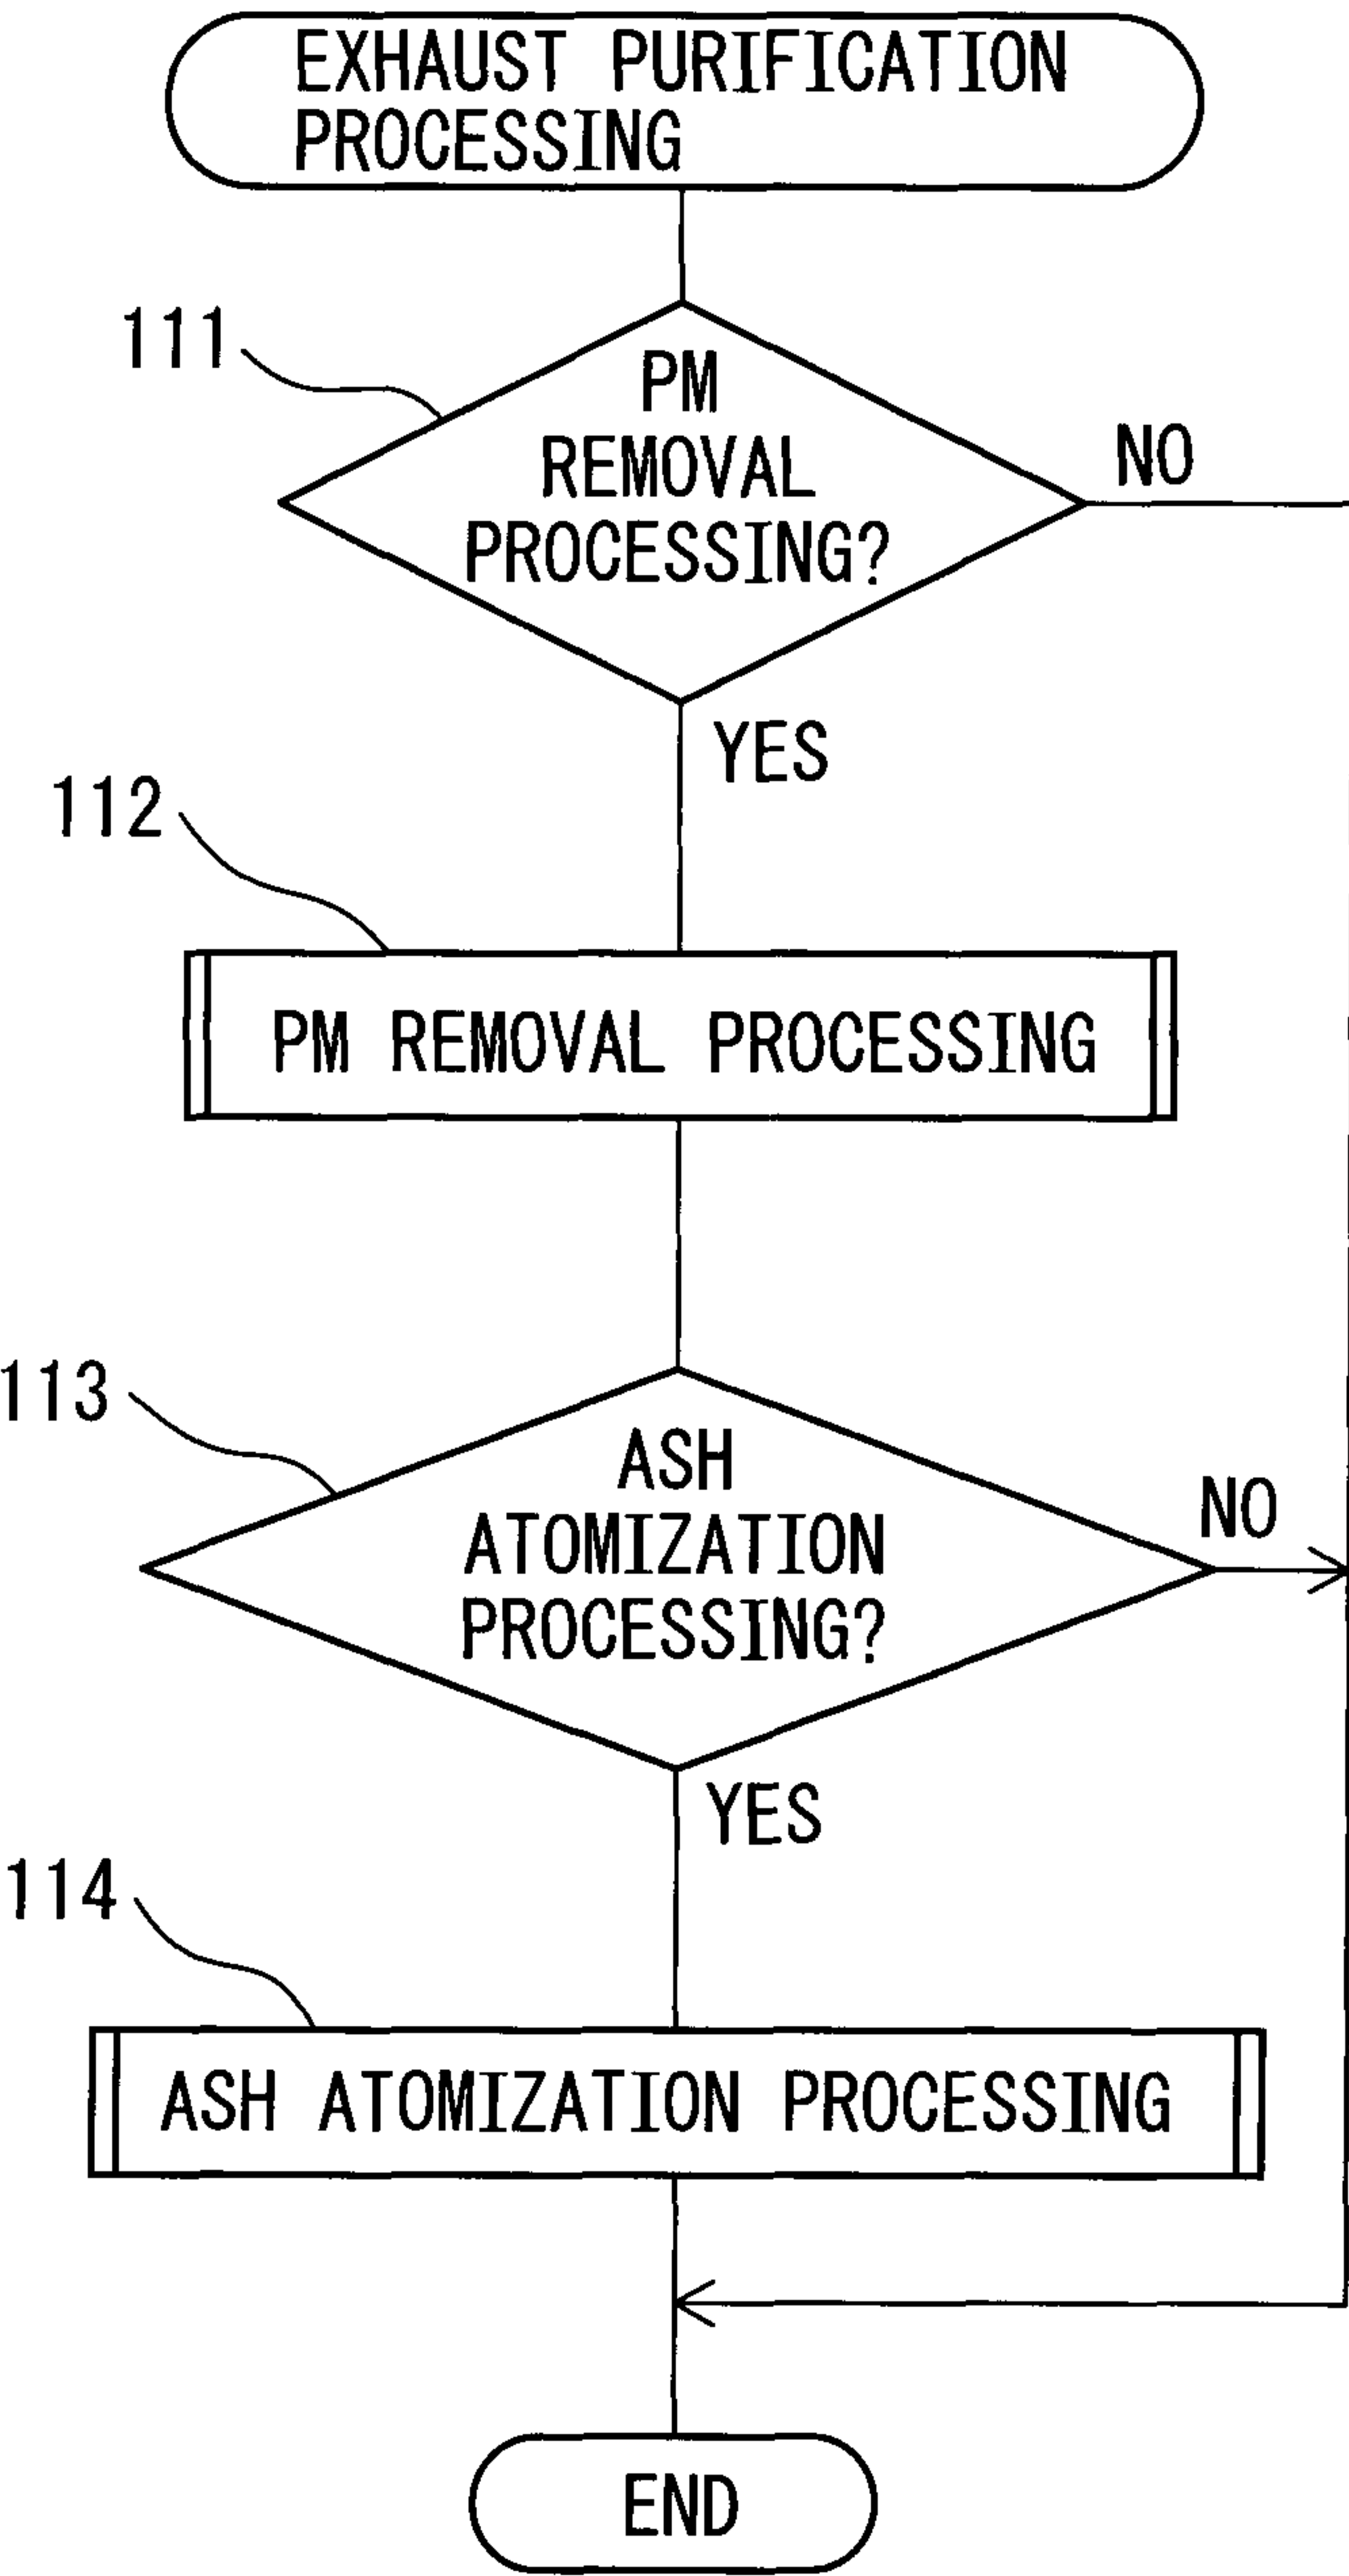 EXHAUST PURIFICATION
PROCESSING
111
PM
REMOVAL
PROCESSING?
NO
YES
112
PM REMOVAL PROCESSING
113
ASH
ATOMIZATION
PROCESSING?
NO
YES
114
ASH ATOMIZATION PROCESSING
END